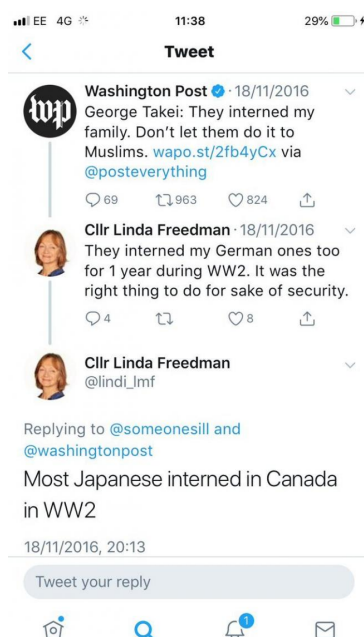 EE 4G 11:38 29%
Tweet
wp
Washington Post · 18/11/2016
George Takei: They interned my
family. Don't let them do it to
Muslims. wapo.st/2fb4yCx via
@posteverything
69 963 824
Cllr Linda Freedman · 18/11/2016
They interned my German ones too
for 1 year during WW2. It was the
right thing to do for sake of security.
4 8
Cllr Linda Freedman
@lindi_lmf
Replying to @someonesill and
@washingtonpost
Most Japanese interned in Canada
in WW2
18/11/2016, 20:13
Tweet your reply
1